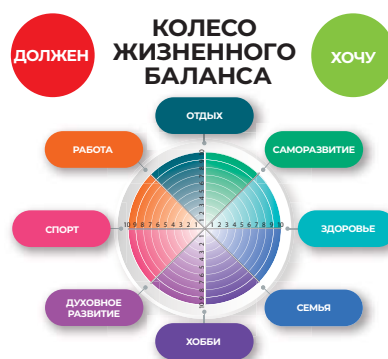 КОЛЕСО
ЖИЗНЕННОГО
БАЛАНСА
ДОЛЖЕН
ХОЧУ
ОТДЫХ
РАБОТА
САМОРАЗВИТИЕ
СПОРТ
10 9 8 7 6 5 4 3 2 1
1 2 3 4 5 6 7 8 9 10
ЗДОРОВЬЕ
ДУХОВНОЕ
РАЗВИТИЕ
СЕМЬЯ
ХОББИ